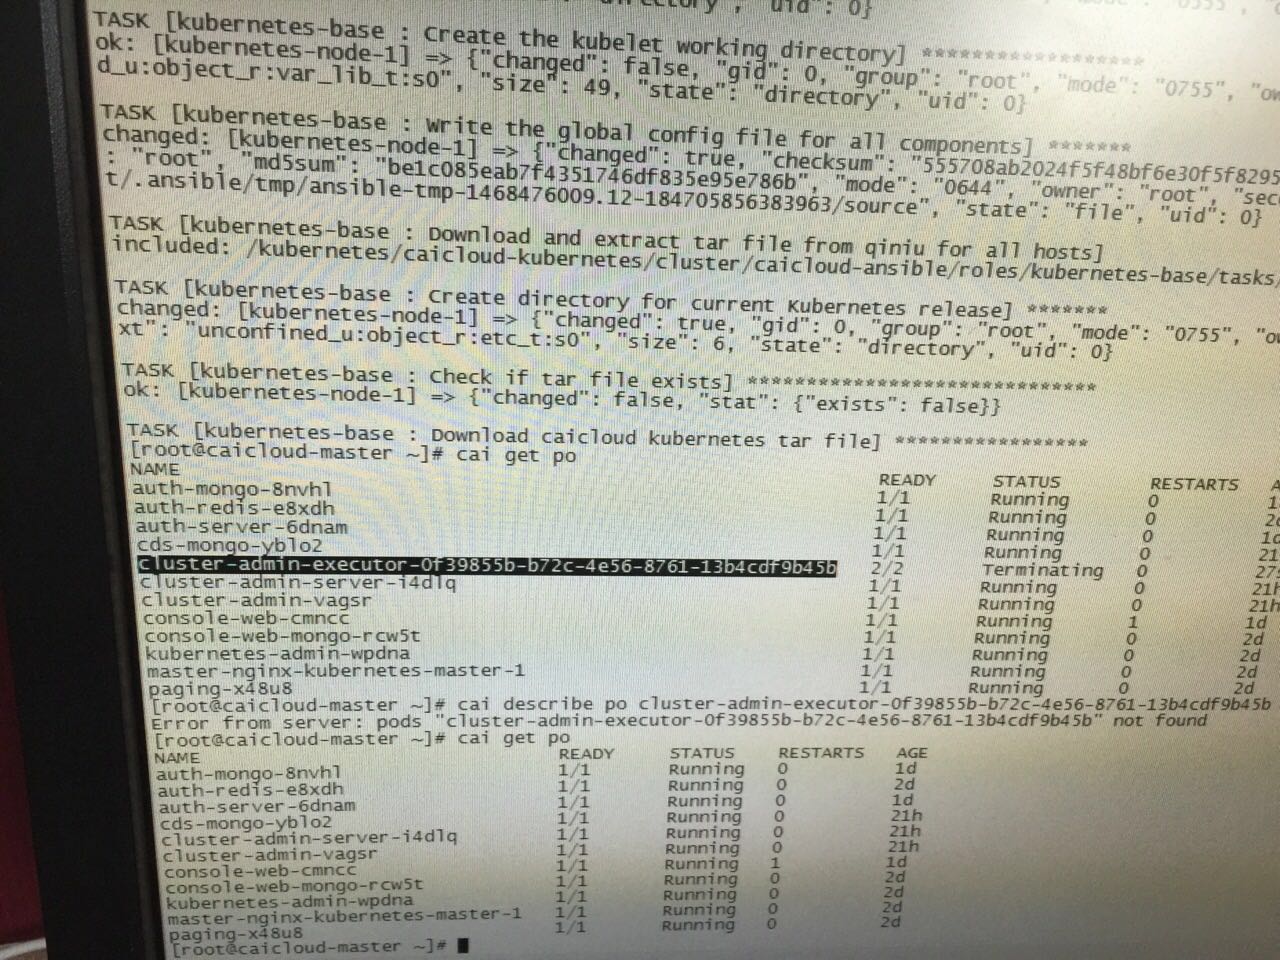 directory", "uid": 0}
TASK [kubernetes-base : Create the kubelet working directory] ******************
ok: [kubernetes-node-1] => {"changed": false, "gid": 0, "group": "root", "mode": "0755", "ow
d_u:object_r:var_lib_t:s0", "size": 49, "state": "directory", "uid": 0}
TASK [kubernetes-base : Write the global config file for all components] *******
changed: [kubernetes-node-1] => {"changed": true, "checksum": "555708ab2024f5f48bf6e30f5f8295
: "root", "md5sum": "be1c085eab7f4351746df835e95e786b", "mode": "0644", "owner": "root", "sec
t/.ansible/tmp/ansible-tmp-1468476009.12-184705856383963/source", "state": "file", "uid": 0}
TASK [kubernetes-base : Download and extract tar file from qiniu for all hosts]
included: /kubernetes/caicloud-kubernetes/cluster/caicloud-ansible/roles/kubernetes-base/tasks/
TASK [kubernetes-base : Create directory for current Kubernetes release] *******
changed: [kubernetes-node-1] => {"changed": true, "gid": 0, "group": "root", "mode": "0755", "ow
xt": "unconfined_u:object_r:etc_t:s0", "size": 6, "state": "directory", "uid": 0}
TASK [kubernetes-base : Check if tar file exists] *****************************
ok: [kubernetes-node-1] => {"changed": false, "stat": {"exists": false}}
TASK [kubernetes-base : Download caicloud kubernetes tar file] *****************
[root@caicloud-master ~]# cai get po
NAME READY STATUS RESTARTS A
auth-mongo-8nvhl 1/1 Running 0 1
auth-redis-e8xdh 1/1 Running 0 2
auth-server-6dnam 1/1 Running 0 1d
cds-mongo-yblo2 1/1 Running 0 21
cluster-admin-executor-0f39855b-b72c-4e56-8761-13b4cdf9b45b 2/2 Terminating 0 27
cluster-admin-server-i4dlq 1/1 Running 0 21h
cluster-admin-vagsr 1/1 Running 0 21h
console-web-cmncc 1/1 Running 1 1d
console-web-mongo-rcw5t 1/1 Running 0 2d
kubernetes-admin-wpdna 1/1 Running 0 2d
master-nginx-kubernetes-master-1 1/1 Running 0 2d
paging-x48u8 1/1 Running 0 2d
[root@caicloud-master ~]# cai describe po cluster-admin-executor-0f39855b-b72c-4e56-8761-13b4cdf9b45b
Error from server: pods "cluster-admin-executor-0f39855b-b72c-4e56-8761-13b4cdf9b45b" not found
[root@caicloud-master ~]# cai get po
NAME READY STATUS RESTARTS AGE
auth-mongo-8nvhl 1/1 Running 0 1d
auth-redis-e8xdh 1/1 Running 0 2d
auth-server-6dnam 1/1 Running 0 1d
cds-mongo-yblo2 1/1 Running 0 21h
cluster-admin-server-i4dlq 1/1 Running 0 21h
cluster-admin-vagsr 1/1 Running 0 21h
console-web-cmncc 1/1 Running 1 1d
console-web-mongo-rcw5t 1/1 Running 0 2d
kubernetes-admin-wpdna 1/1 Running 0 2d
master-nginx-kubernetes-master-1 1/1 Running 0 2d
paging-x48u8 1/1 Running 0 2d
[root@caicloud-master ~]#